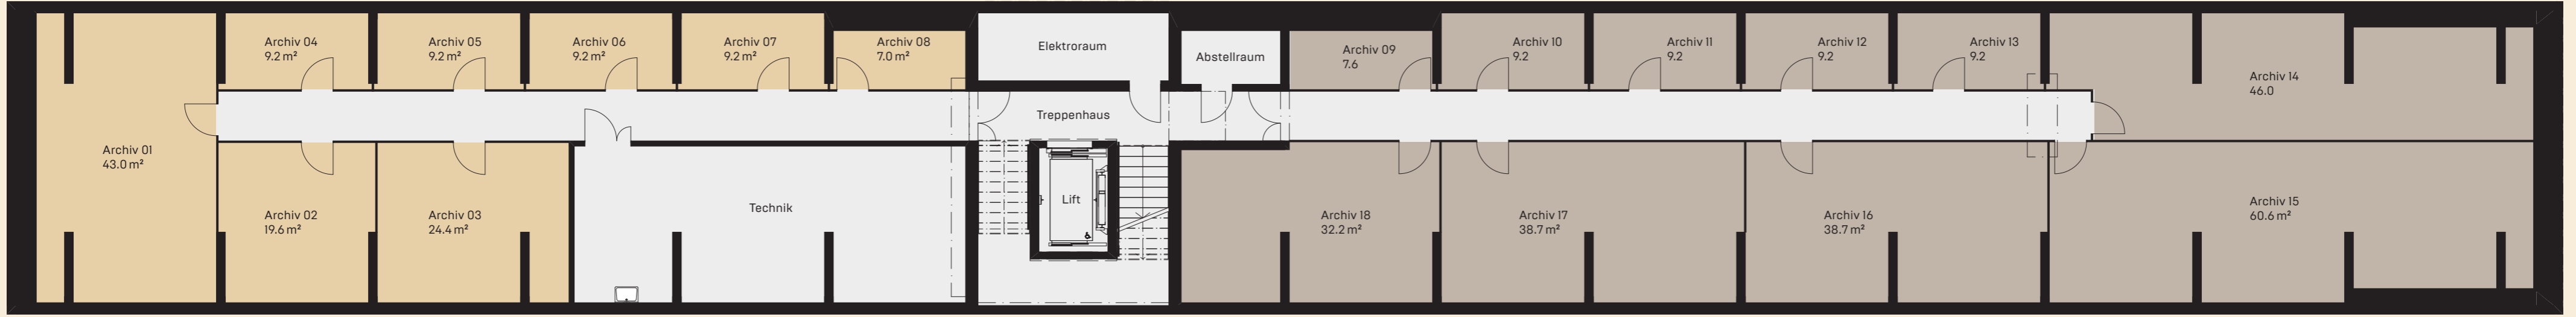 Archiv 04
9.2 m²
Archiv 05
9.2 m²
Archiv 06
9.2 m²
Archiv 07
9.2 m²
Archiv 08
7.0 m²
Elektroraum
Abstellraum
Archiv 09
7.6
Archiv 10
9.2
Archiv 11
9.2
Archiv 12
9.2
Archiv 13
9.2
Archiv 14
46.0
Treppenhaus
Archiv 01
43.0 m²
Archiv 02
19.6 m²
Archiv 03
24.4 m²
Technik
Lift
Archiv 18
32.2 m²
Archiv 17
38.7 m²
Archiv 16
38.7 m²
Archiv 15
60.6 m²